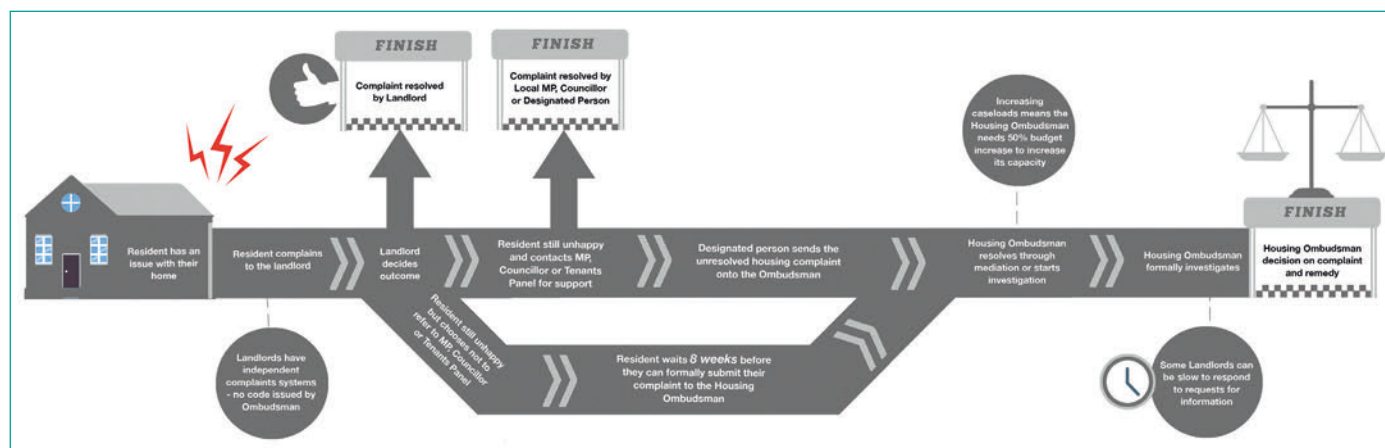 FINISH
Complaint resolved
by Landlord
FINISH
Complaint resolved by
Local MP, Councillor
or Designated Person
Increasing
caseloads means the
Housing Ombudsman
needs 50% budget
increase to increase
its capacity
Resident has an
issue with their
home
Resident complains
to the landlord
Landlord
decides
outcome
Resident still unhappy
and contacts MP,
Councillor or Tenants
Panel for support
Designated person sends the
unresolved housing complaint
onto the Ombudsman
Housing Ombudsman
resolves through
mediation or starts
investigation
Housing Ombudsman
formally investigates
FINISH
Housing Ombudsman
decision on complaint
and remedy
Landlords have
independent
complaints systems
- no code issued by
Ombudsman
Resident still unhappy
but chooses not to
refer to MP, Councillor
or Tenants Panel
Resident waits 8 weeks before
they can formally submit their
complaint to the Housing
Ombudsman
Some Landlords can
be slow to respond
to requests for
information